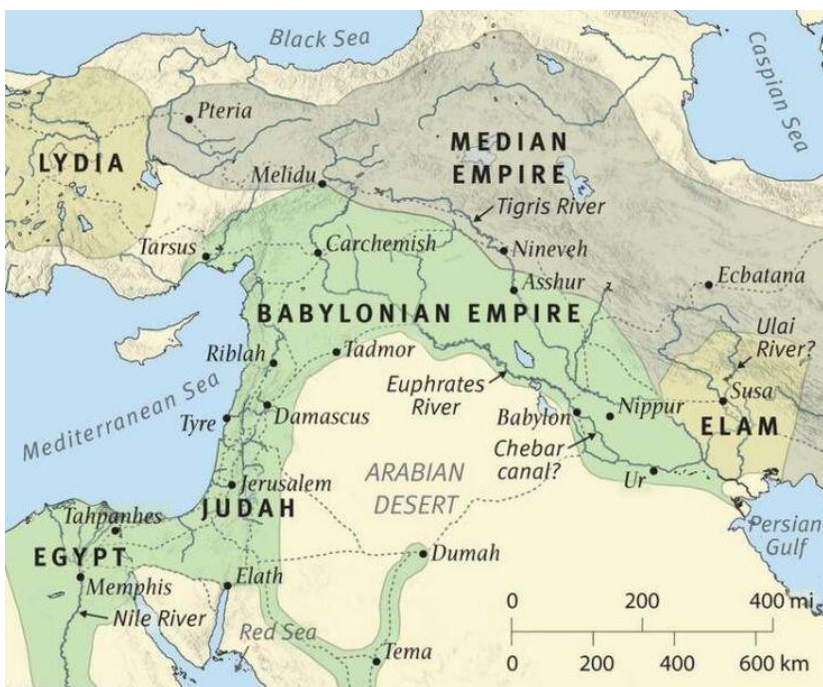 Black Sea
Caspian Sea
Pteria
LYDIA
MEDIAN
EMPIRE
Melidu
Tigris River
Tarsus
Carchemish
Nineveh
Asshur
Ecbatana
BABYLONIAN EMPIRE
Ulai
River?
Riblah
Tadmor
Euphrates
River
Susa
Mediterranean Sea
Tyre
Damascus
Babylon
Nippur
ELAM
Chebar
canal?
Ur
Jerusalem
JUDAH
ARABIAN
DESERT
Tahpanhes
Persian
Gulf
EGYPT
Dumah
Memphis
Elath
Nile River
Red Sea
Tema
0 200 400 mi
0 200 400 600 km